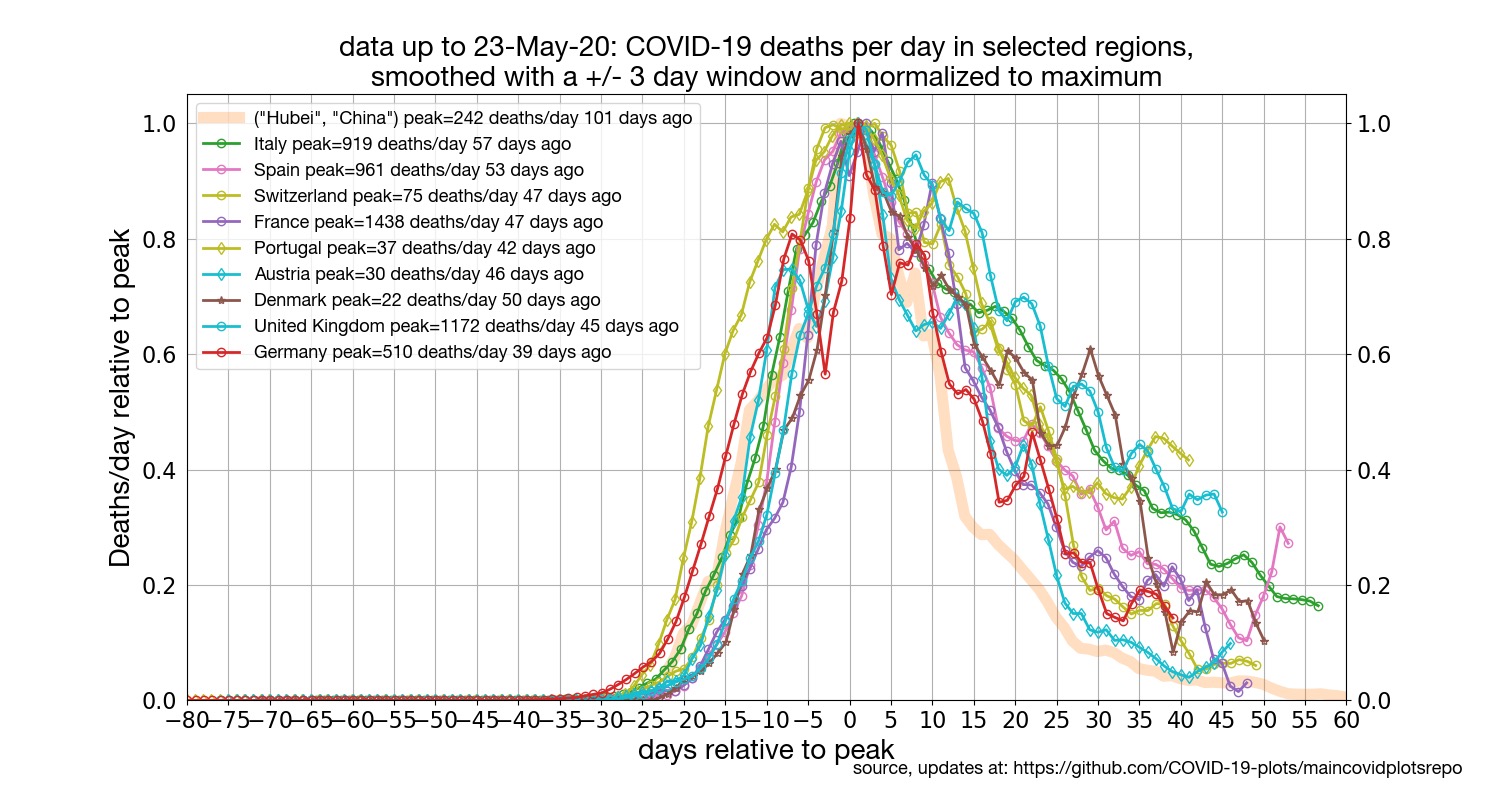 data up to 23-May-20: COVID-19 deaths per day in selected regions,
smoothed with a +/- 3 day window and normalized to maximum
("Hubei", "China") peak=242 deaths/day 101 days ago
Italy peak=919 deaths/day 57 days ago
Spain peak=961 deaths/day 53 days ago
Switzerland peak=75 deaths/day 47 days ago
France peak=1438 deaths/day 47 days ago
Portugal peak=37 deaths/day 42 days ago
Austria peak=30 deaths/day 46 days ago
Denmark peak=22 deaths/day 50 days ago
United Kingdom peak=1172 deaths/day 45 days ago
Germany peak=510 deaths/day 39 days ago
Deaths/day relative to peak
1.0
0.8
0.6
0.4
0.2
0.0
1.0
0.8
0.6
0.4
0.2
0.0
−80 −75 −70 −65 −60 −55 −50 −45 −40 −35 −30 −25 −20 −15 −10 −5 0 5 10 15 20 25 30 35 40 45 50 55 60
days relative to peak
source, updates at: https://github.com/COVID-19-plots/maincovidplotsrepo